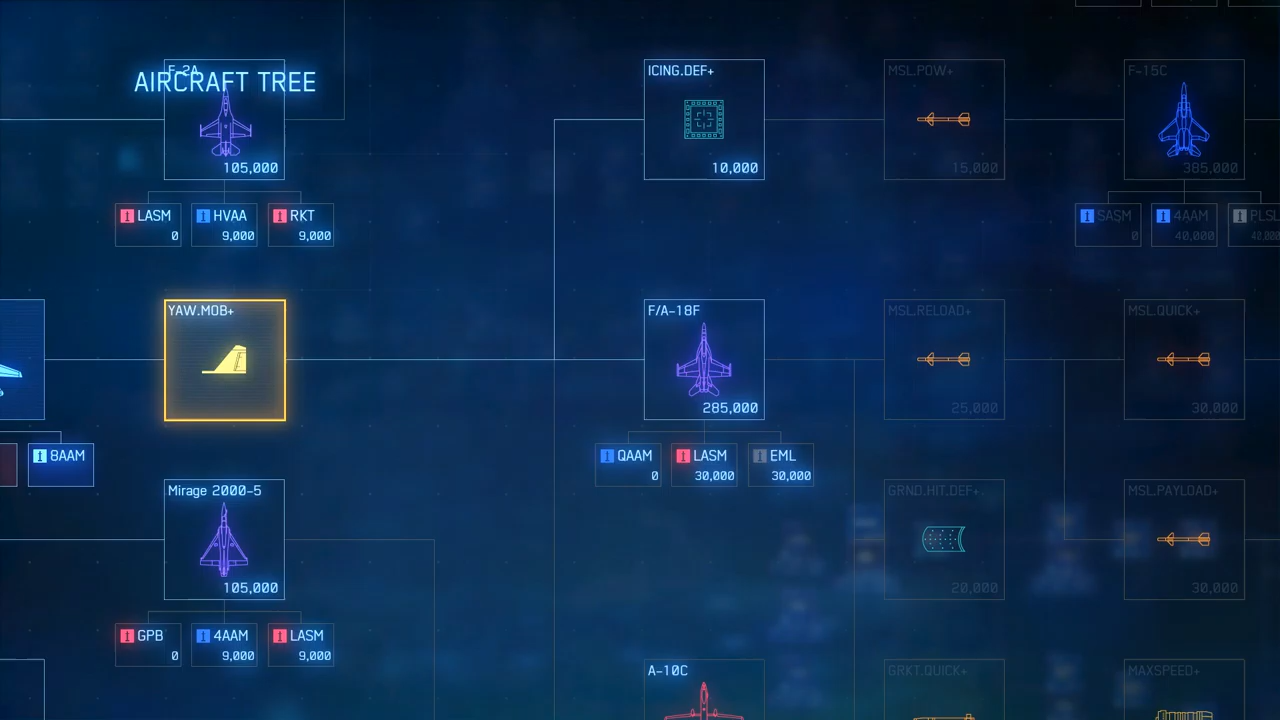 F-2A
AIRCRAFT TREE
105,000
LASM
0
HVAA
9,000
RKT
9,000
ICING.DEF+
10,000
MSL.POW+
15,000
F-15C
385,000
SASM
0
4AAM
40,000
PLSL
40,000
YAW.MOB+
8AAM
F/A-18F
285,000
QAAM
0
LASM
30,000
EML
30,000
MSL.RELOAD+
25,000
MSL.QUICK+
30,000
Mirage 2000-5
105,000
GPB
0
4AAM
9,000
LASM
9,000
GRND.HIT.DEF+
20,000
MSL.PAYLOAD+
30,000
A-10C
GRKT.QUICK+
MAXSPEED+